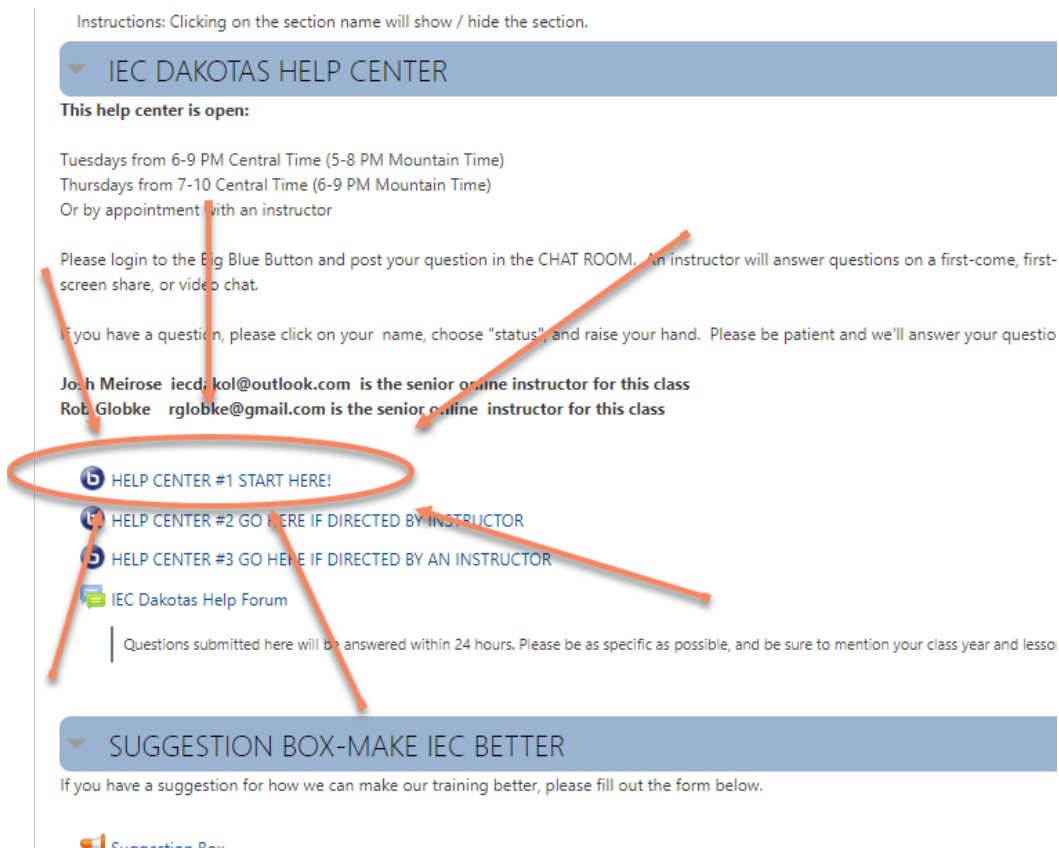 Instructions: Clicking on the section name will show / hide the section.
IEC DAKOTAS HELP CENTER
This help center is open:
Tuesdays from 6-9 PM Central Time (5-8 PM Mountain Time)
Thursdays from 7-10 Central Time (6-9 PM Mountain Time)
Or by appointment with an instructor
Please login to the Big Blue Button and post your question in the CHAT ROOM. An instructor will answer questions on a first-come, first-
screen share, or video chat.
If you have a question, please click on your name, choose "status", and raise your hand. Please be patient and we'll answer your questio
Josh Meirose iecdakol@outlook.com is the senior online instructor for this class
Rob Globke rglobke@gmail.com is the senior online instructor for this class
HELP CENTER #1 START HERE!
HELP CENTER #2 GO HERE IF DIRECTED BY INSTRUCTOR
HELP CENTER #3 GO HERE IF DIRECTED BY AN INSTRUCTOR
IEC Dakotas Help Forum
Questions submitted here will be answered within 24 hours. Please be as specific as possible, and be sure to mention your class year and lesso
SUGGESTION BOX-MAKE IEC BETTER
If you have a suggestion for how we can make our training better, please fill out the form below.
Suggestion Box